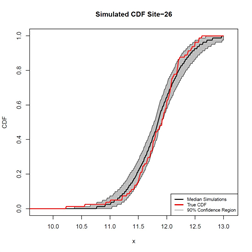 Simulated CDF Site−26
CDF
1.0
0.8
0.6
0.4
0.2
0.0
10.0 10.5 11.0 11.5 12.0 12.5 13.0
x
Median Simulations
True CDF
90% Confidence Region